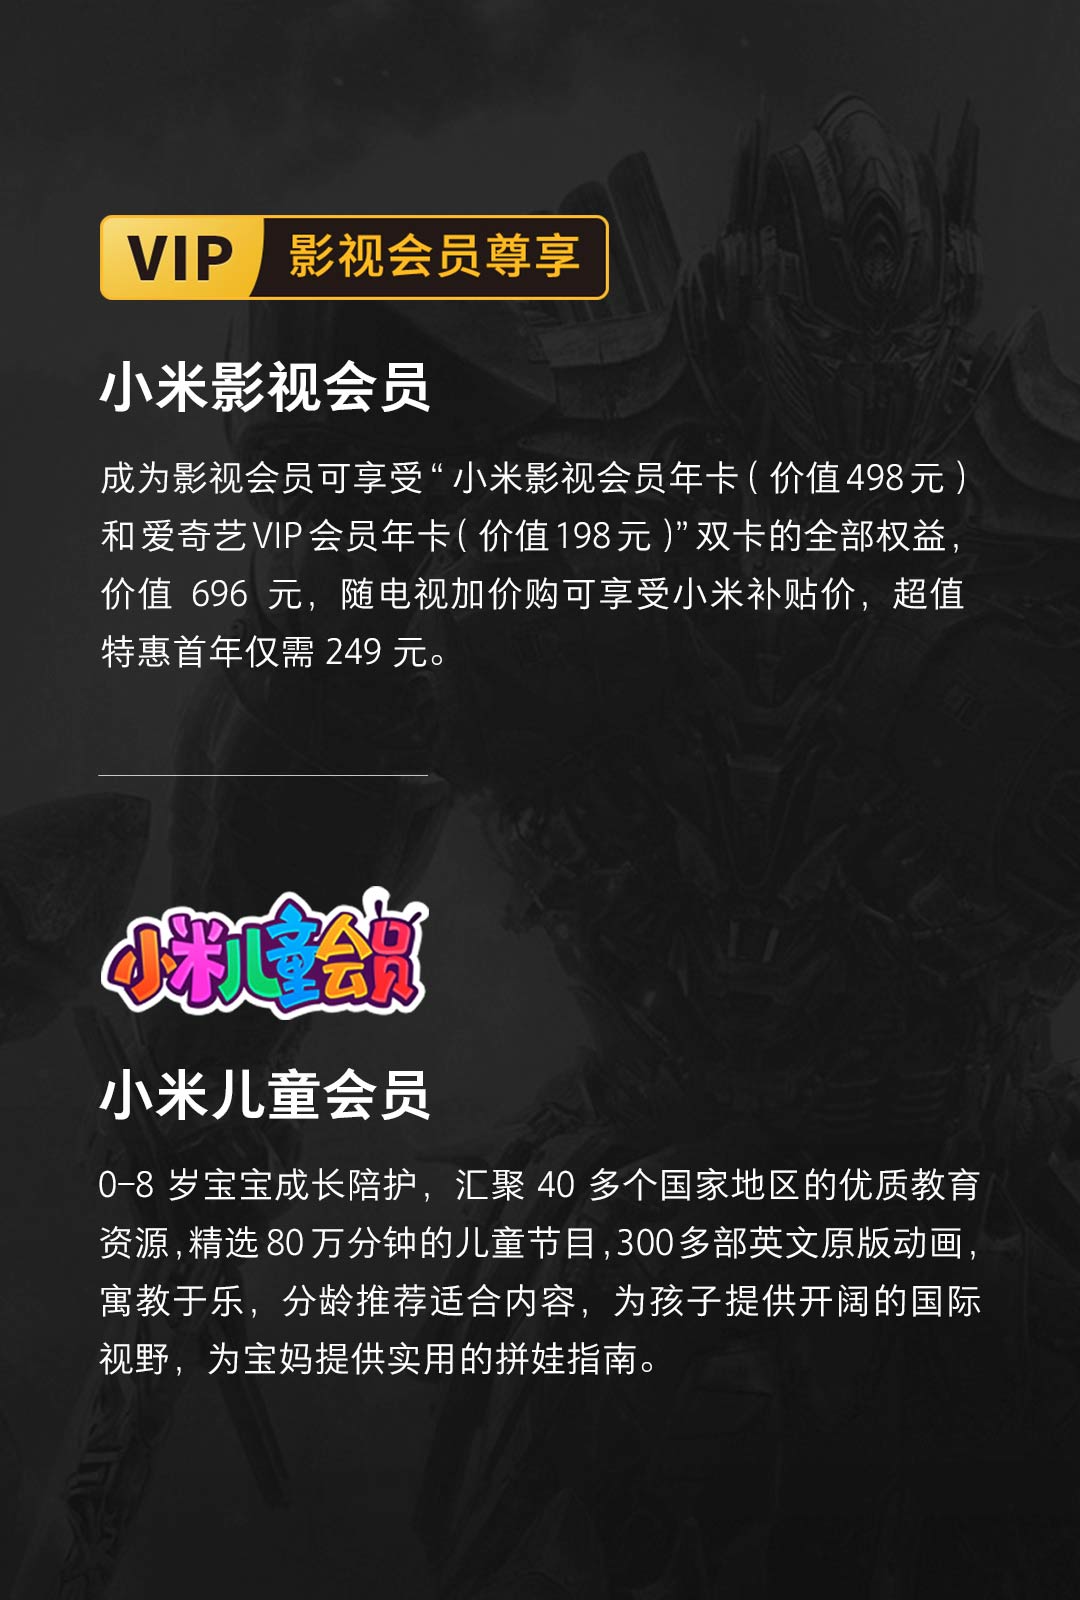 VIP 影视会员尊享
小米影视会员
成为影视会员可享受“小米影视会员年卡(价值498元)
和爱奇艺VIP会员年卡(价值198元)”双卡的全部权益，
价值 696 元，随电视加价购可享受小米补贴价，超值
特惠首年仅需 249 元。
小米儿童会员
小米儿童会员
0-8 岁宝宝成长陪护，汇聚 40 多个国家地区的优质教育
资源,精选80万分钟的儿童节目,300多部英文原版动画，
寓教于乐，分龄推荐适合内容，为孩子提供开阔的国际
视野，为宝妈提供实用的拼娃指南。